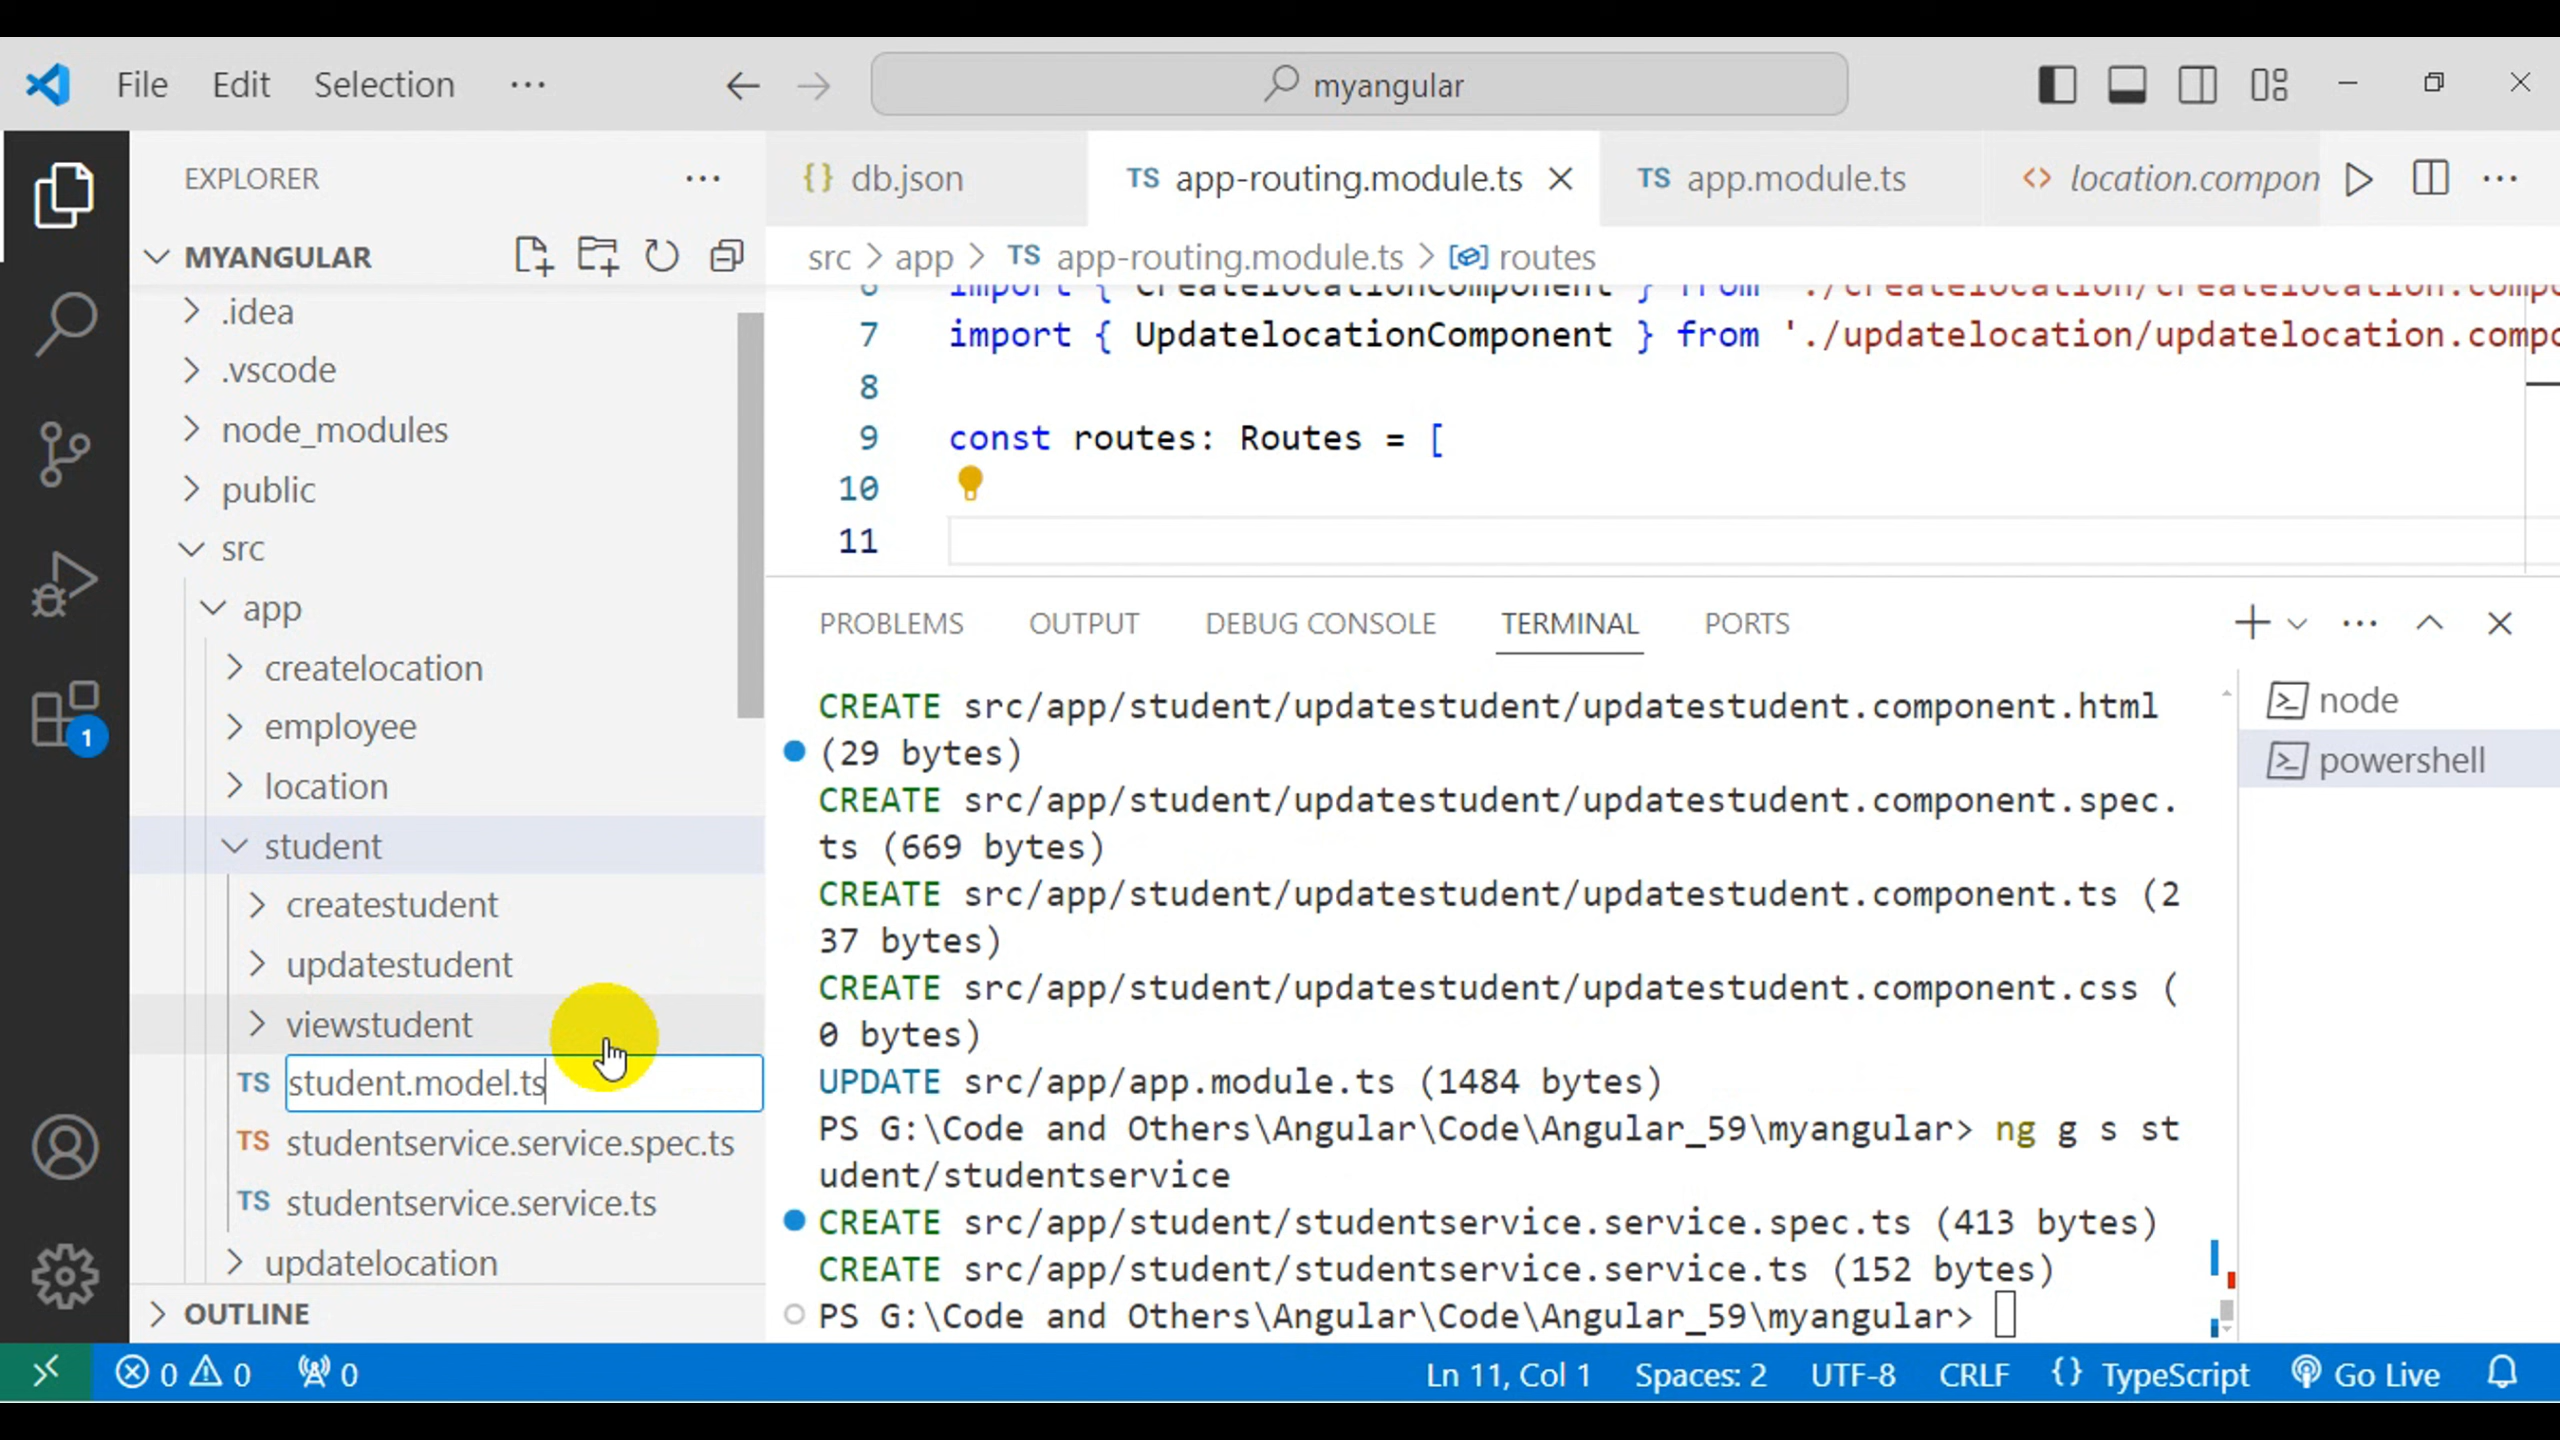 File Edit Selection ···
myangular
EXPLORER
MYANGULAR
.idea
.vscode
node_modules
public
src
app
createlocation
employee
location
student
createstudent
updatestudent
viewstudent
TS student.model.ts
TS studentservice.service.spec.ts
TS studentservice.service.ts
updatelocation
OUTLINE
1
{} db.json
TS app-routing.module.ts
TS app.module.ts
<> location.compon
src > app > TS app-routing.module.ts > routes
6 import { CreatelocationComponent } from './createlocation/createlocation.compo
7 import { UpdatelocationComponent } from './updatelocation/updatelocation.compo
8
9 const routes: Routes = [
10
11
PROBLEMS OUTPUT DEBUG CONSOLE TERMINAL PORTS
CREATE src/app/student/updatestudent/updatestudent.component.html
(29 bytes)
CREATE src/app/student/updatestudent/updatestudent.component.spec.
ts (669 bytes)
CREATE src/app/student/updatestudent/updatestudent.component.ts (2
37 bytes)
CREATE src/app/student/updatestudent/updatestudent.component.css (
0 bytes)
UPDATE src/app/app.module.ts (1484 bytes)
PS G:\Code and Others\Angular\Code\Angular_59\myangular> ng g s st
udent/studentservice
CREATE src/app/student/studentservice.service.spec.ts (413 bytes)
CREATE src/app/student/studentservice.service.ts (152 bytes)
PS G:\Code and Others\Angular\Code\Angular_59\myangular>
node
powershell
0 0 0
Ln 11, Col 1 Spaces: 2 UTF-8 CRLF {} TypeScript Go Live